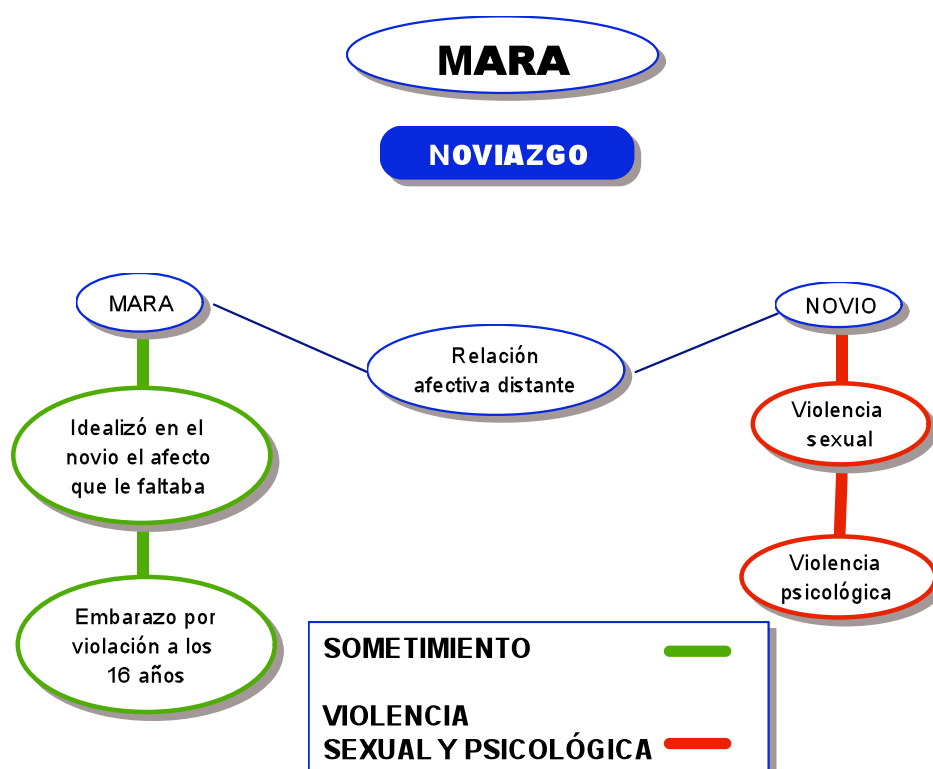 MARA
NOVIAZGO
MARA
NOVIO
Relación
afectiva distante
Idealizó en el
novio el afecto
que le faltaba
Violencia
sexual
Embarazo por
violación a los
16 años
Violencia
psicológica
SOMETIMIENTO
VIOLENCIA
SEXUAL Y PSICOLÓGICA